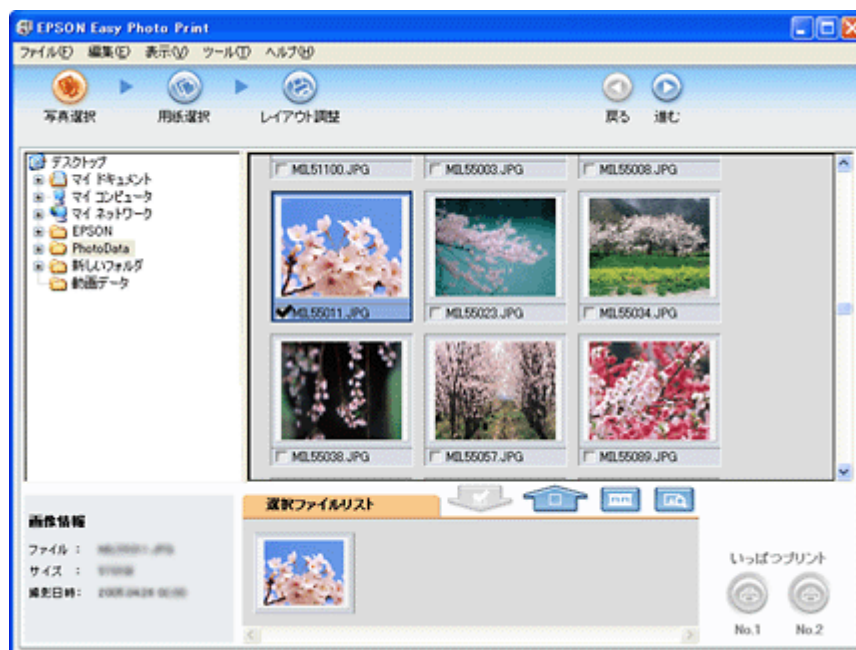 EPSON Easy Photo Print
ファイル(F) 編集(E) 表示(V) ツール(T) ヘルプ(H)
写真選択 用紙選択 レイアウト調整 戻る 進む
デスクトップ
マイ ドキュメント
マイ コンピュータ
マイ ネットワーク
EPSON
PhotoData
新しいフォルダ
動画データ
MIL51100.JPG MIL55003.JPG MIL55008.JPG
MIL55011.JPG MIL55023.JPG MIL55034.JPG
MIL55038.JPG MIL55057.JPG MIL55089.JPG
選択ファイルリスト
画像情報
ファイル :
サイズ :
撮影日時:
いっぱつプリント
No.1 No.2